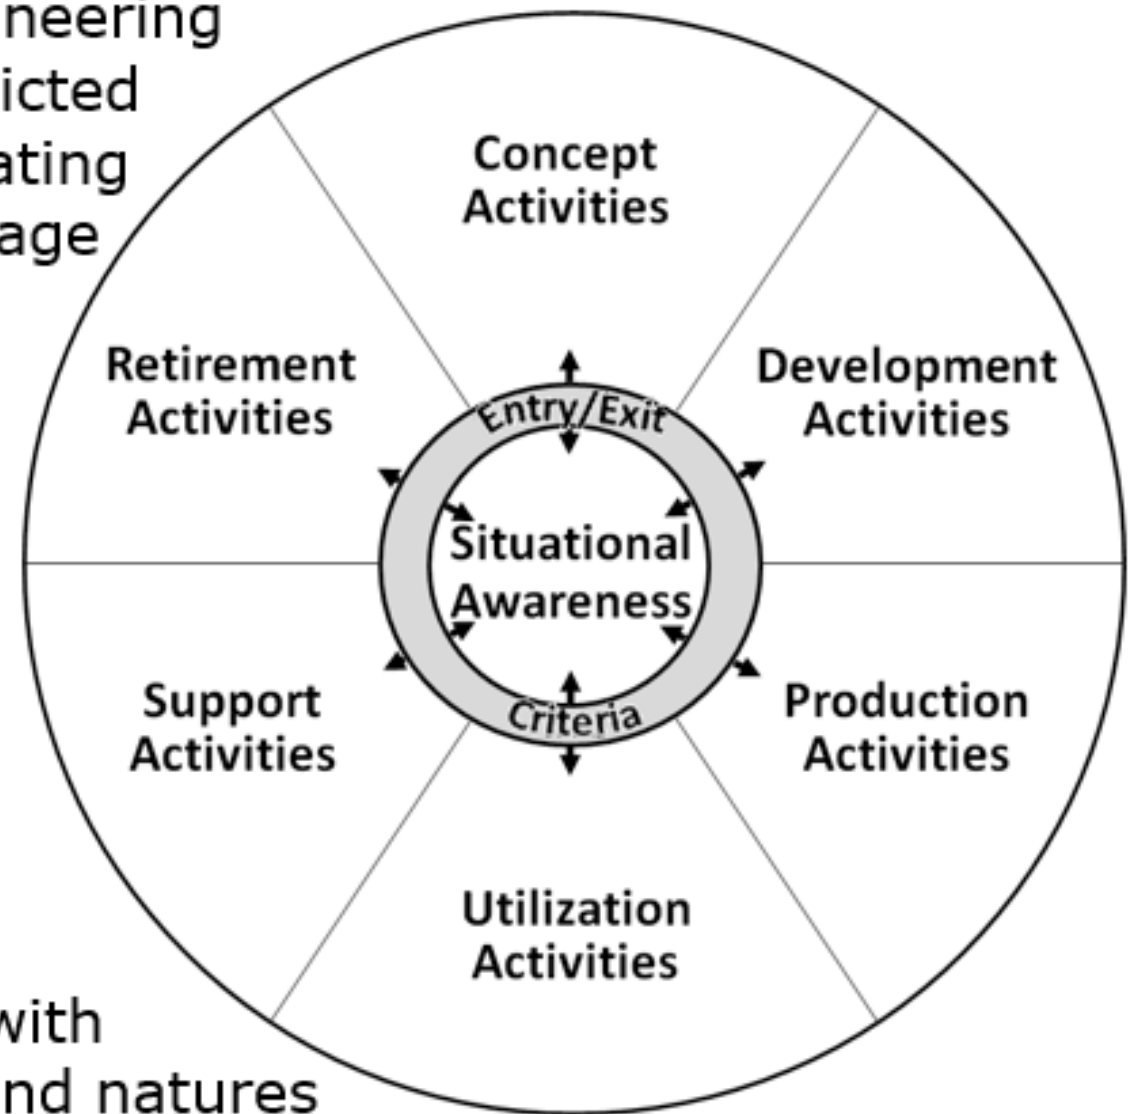 neering
icted
ating
age
Concept
Activities
Retirement
Activities
Development
Activities
Entry/Exit
Situational
Awareness
Criteria
Support
Activities
Production
Activities
Utilization
Activities
with
nd natures